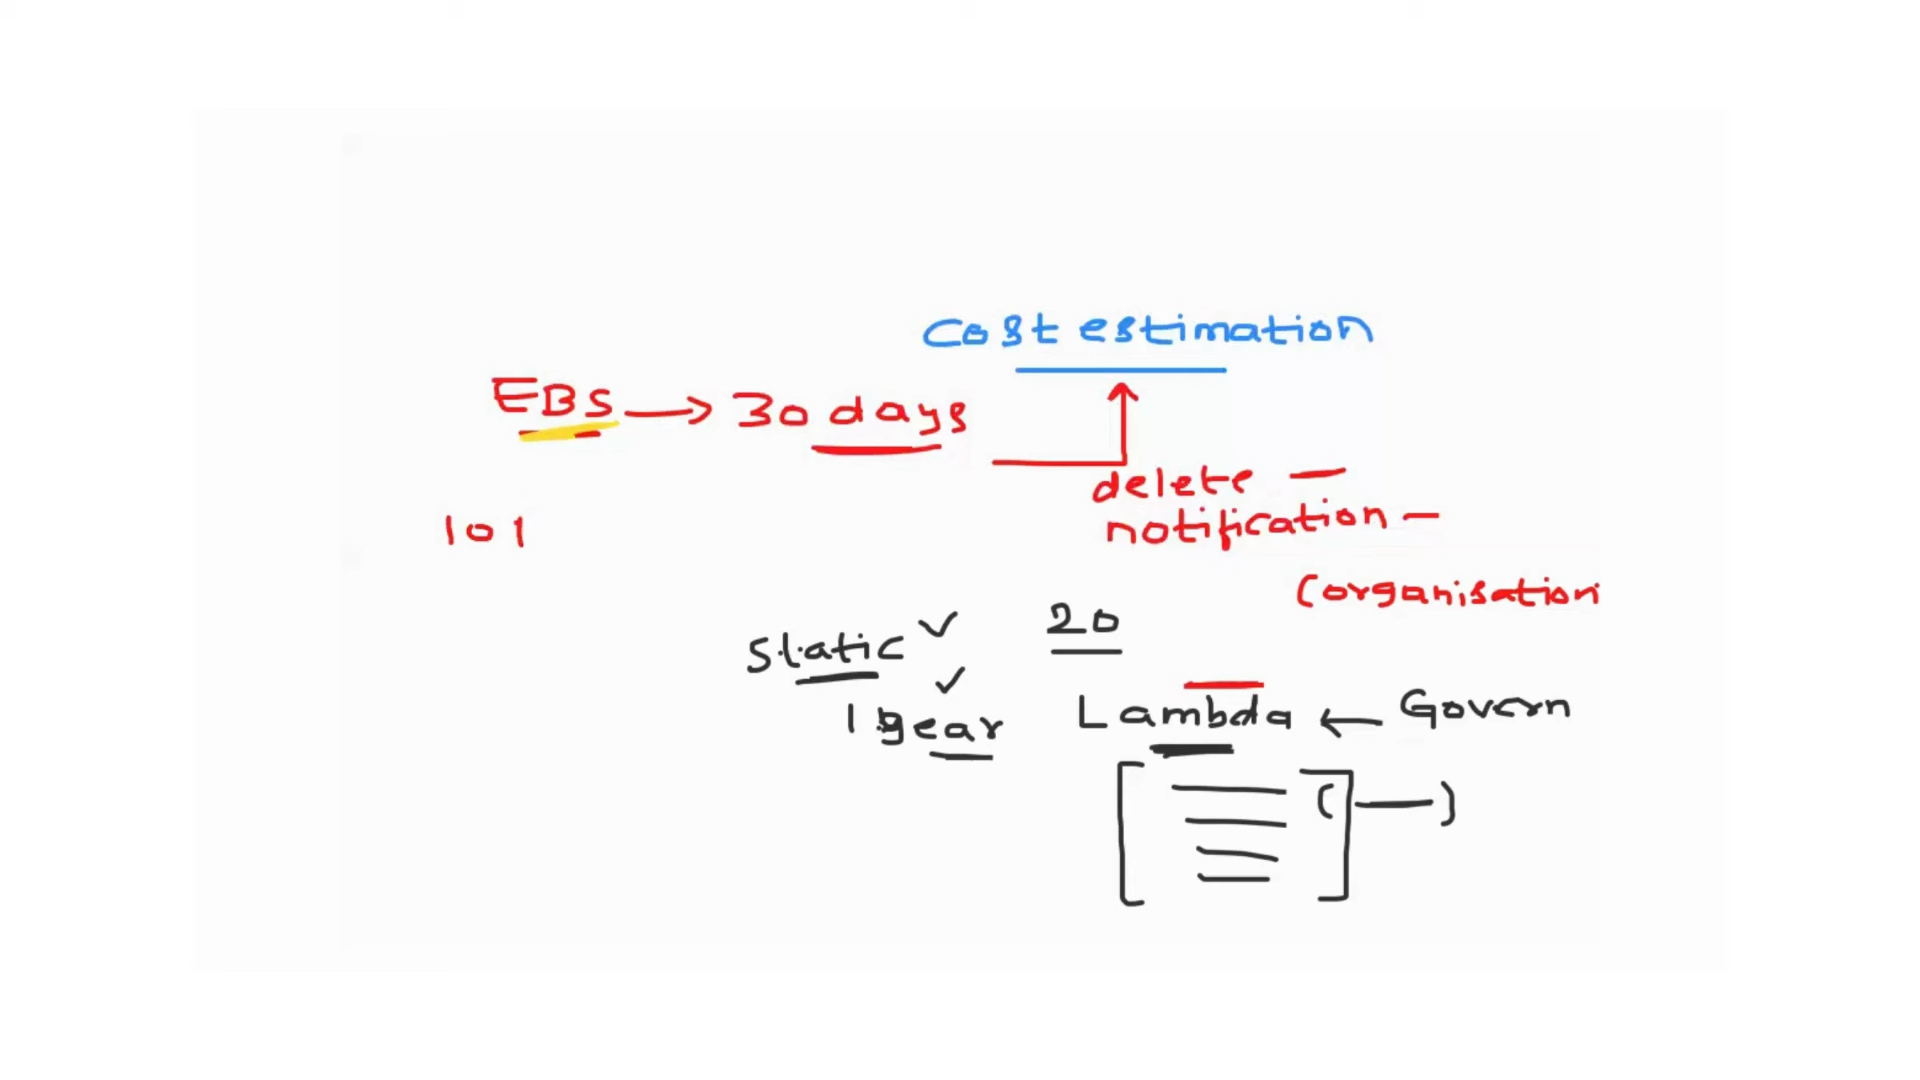 Cost estimation
EBS → 30 days
delete —
notification —
101
(organisation
static ✓ 20
✓
1 year Lambda ← Govern